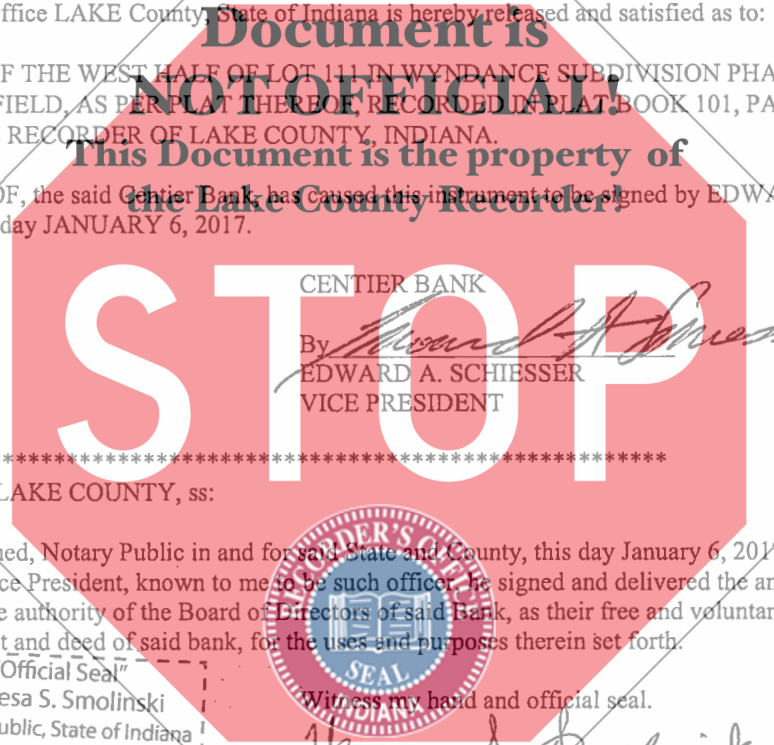 ffice LAKE County, State of Indiana is hereby released and satisfied as to:
Document is
F THE WEST HALF OF LOT 111 IN WYNDANCE SUBDIVISION PHA
NOT OFFICIAL!
FIELD, AS PER PLAT THEREOF, RECORDED IN PLAT BOOK 101, PA
RECORDER OF LAKE COUNTY, INDIANA.
This Document is the property of
the Lake County Recorder!
OF, the said Centier Bank, has caused this instrument to be signed by EDWA
day JANUARY 6, 2017.
STOP
CENTIER BANK
By
EDWARD A. SCHIESSER
VICE PRESIDENT
*******************************************************
LAKE COUNTY, ss:
ned, Notary Public in and for said State and County, this day January 6, 201
ce President, known to me to be such officer, he signed and delivered the an
e authority of the Board of Directors of said Bank, as their free and voluntar
t and deed of said bank, for the uses and purposes therein set forth.
RECORDER'S OFFICE
SEAL
INDIANA
"Official Seal"
esa S. Smolinski
ublic, State of Indiana
Witness my hand and official seal.